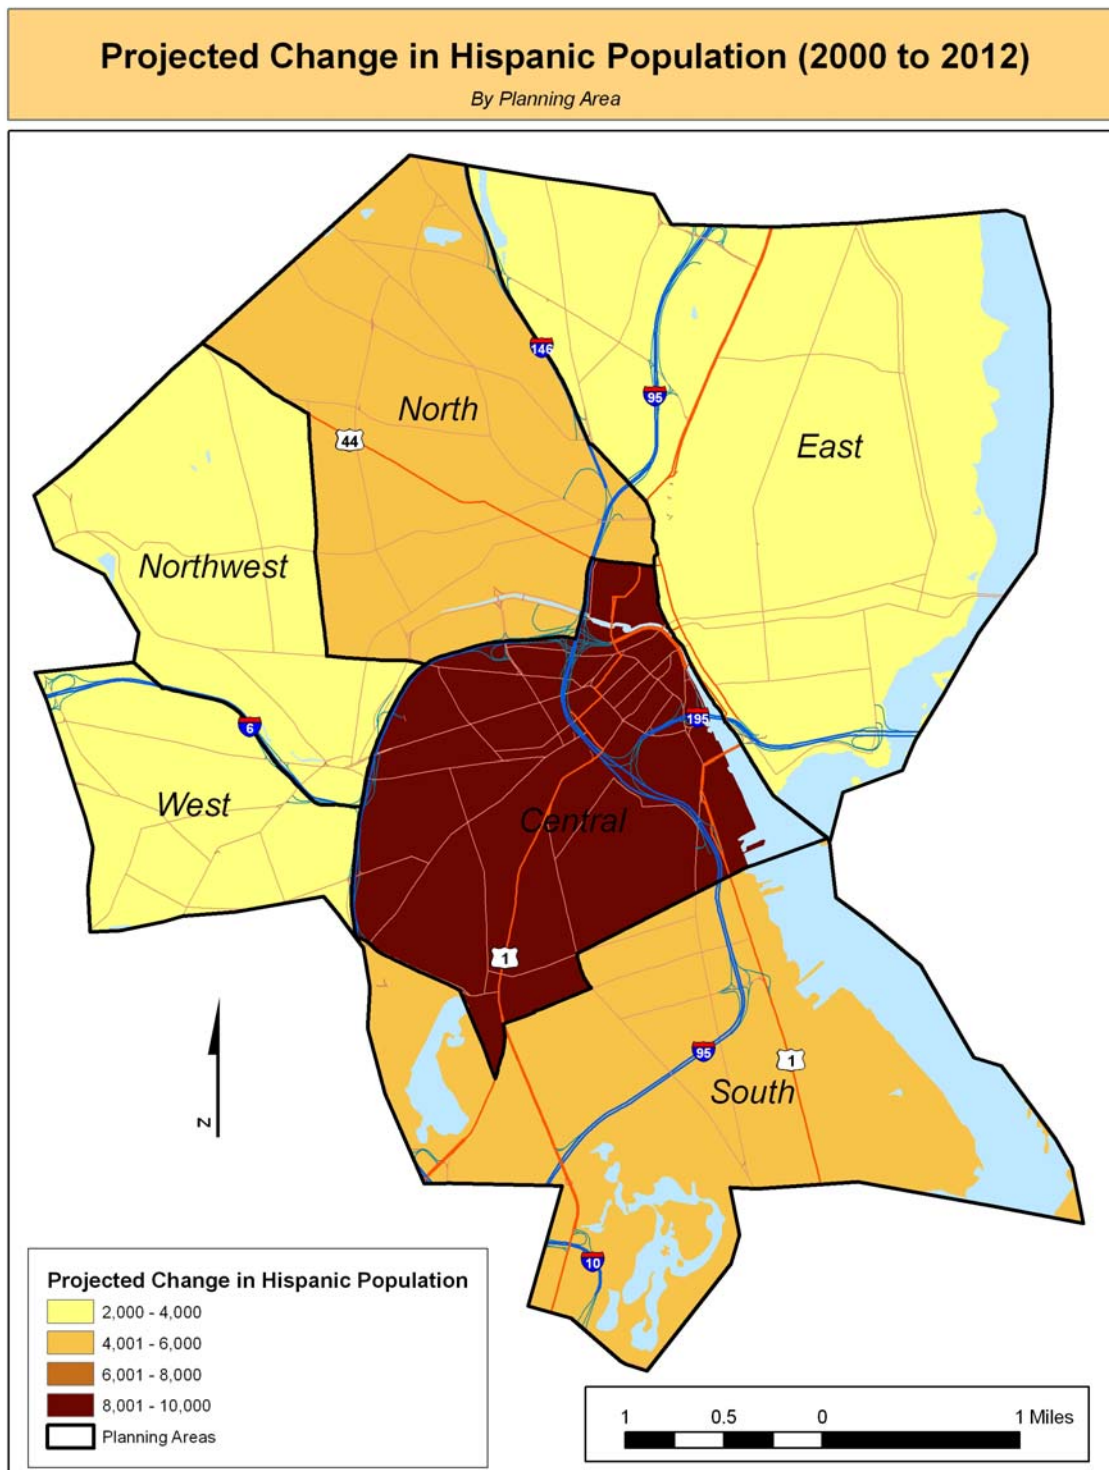 Projected Change in Hispanic Population (2000 to 2012)
By Planning Area
146
95
North
44
East
Northwest
6
195
West
Central
1
95
1
South
N
10
Projected Change in Hispanic Population
2,000 - 4,000
4,001 - 6,000
6,001 - 8,000
8,001 - 10,000
Planning Areas
1 0.5 0 1 Miles